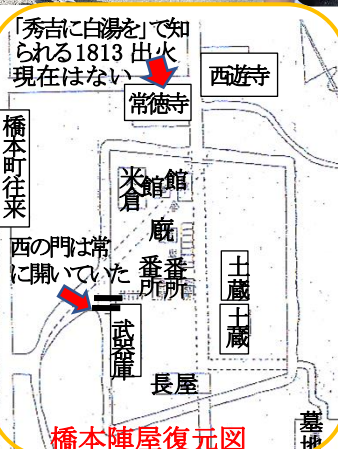 「秀吉に白湯を」で知
られる1813 出火
現在はない
常徳寺
西遊寺
橋本町往来
米倉
館
館
廐
西の門は常
に開いていた
番所
番所
土蔵
土蔵
武器庫
長屋
墓地
橋本陣屋復元図